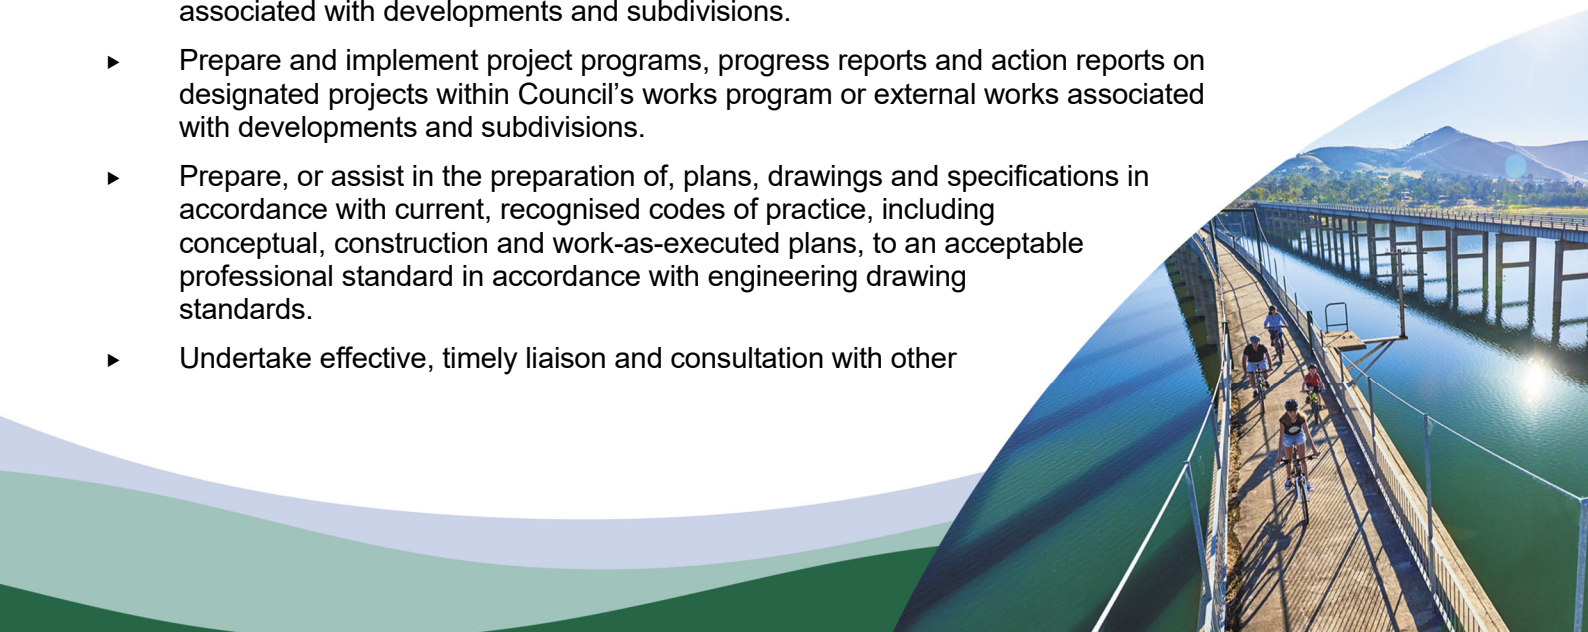 associated with developments and subdivisions.
▶ Prepare and implement project programs, progress reports and action reports on
designated projects within Council’s works program or external works associated
with developments and subdivisions.
▶ Prepare, or assist in the preparation of, plans, drawings and specifications in
accordance with current, recognised codes of practice, including
conceptual, construction and work-as-executed plans, to an acceptable
professional standard in accordance with engineering drawing
standards.
▶ Undertake effective, timely liaison and consultation with other